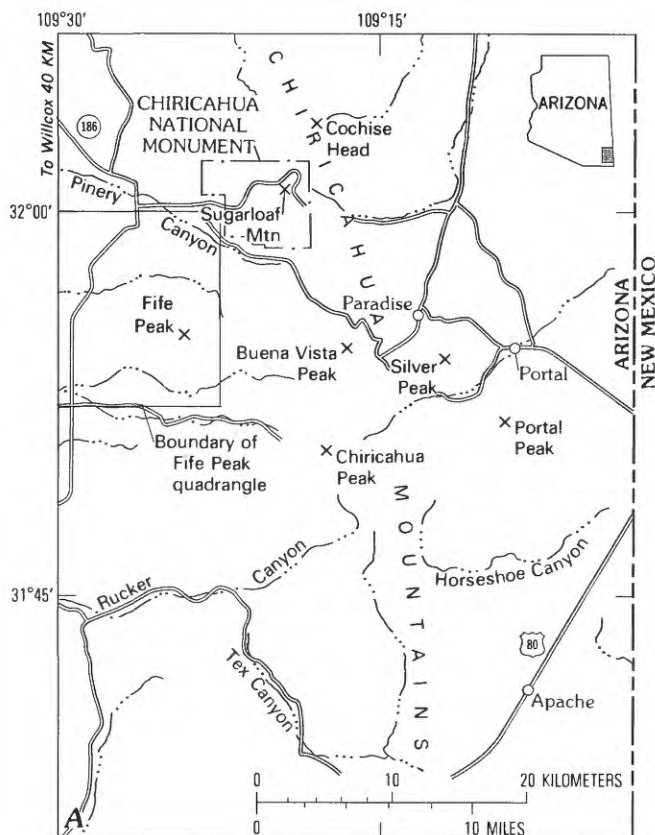 109°30'
109°15'
To Willcox 40 KM
186
CHIRICAHUA
NATIONAL
MONUMENT
CHIRICAHUA
Cochise
Head
ARIZONA
Pinery
Canyon
32°00'
Sugarloaf
Mtn
Fife
Peak
Paradise
ARIZONA
NEW MEXICO
Buena Vista
Peak
Silver
Peak
Portal
Boundary of
Fife Peak
quadrangle
Chiricahua
Peak
Portal
Peak
MOUNTAINS
Horseshoe Canyon
31°45'
Rucker
Canyon
Tex Canyon
80
Apache
A
0 10 20 KILOMETERS
0 10 MILES